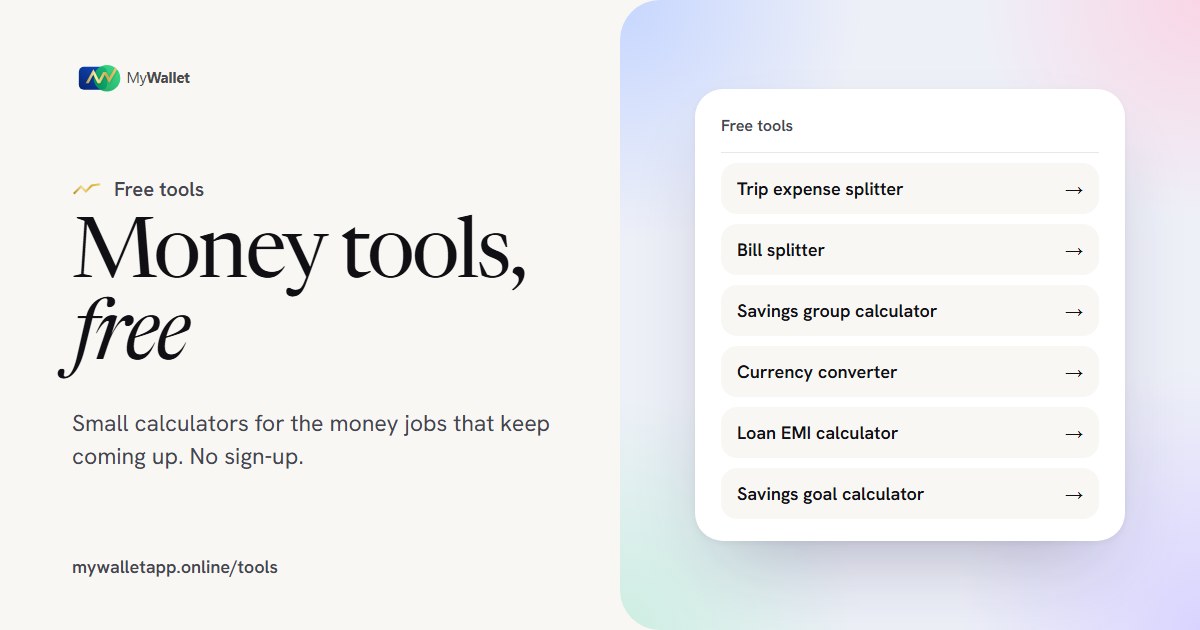 MyWallet
Free tools
Money tools,
free
Small calculators for the money jobs that keep
coming up. No sign-up.
mywalletapp.online/tools
Free tools
Trip expense splitter →
Bill splitter →
Savings group calculator →
Currency converter →
Loan EMI calculator →
Savings goal calculator →